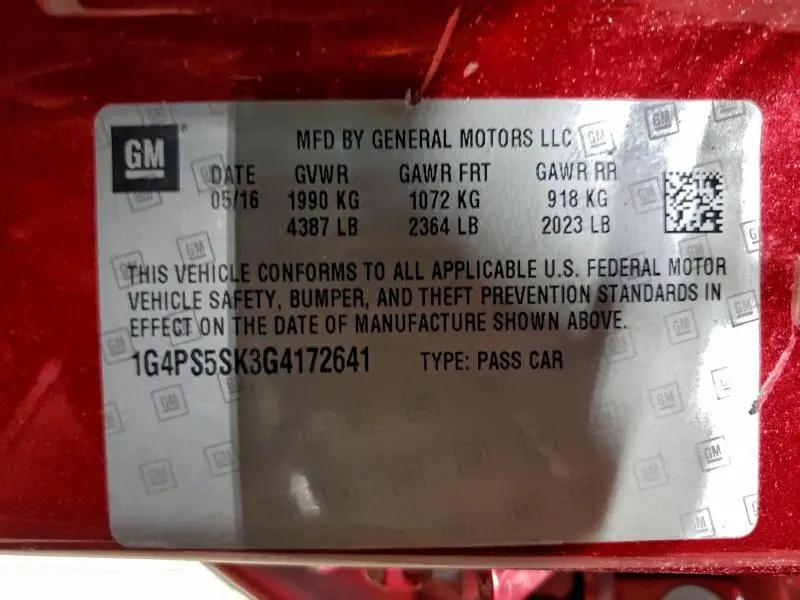 GM
MFD BY GENERAL MOTORS LLC
DATE GVWR GAWR FRT GAWR RR
05/16 1990 KG 1072 KG 918 KG
4387 LB 2364 LB 2023 LB
THIS VEHICLE CONFORMS TO ALL APPLICABLE U.S. FEDERAL MOTOR
VEHICLE SAFETY, BUMPER, AND THEFT PREVENTION STANDARDS IN
EFFECT ON THE DATE OF MANUFACTURE SHOWN ABOVE.
1G4PS5SK3G4172641 TYPE: PASS CAR